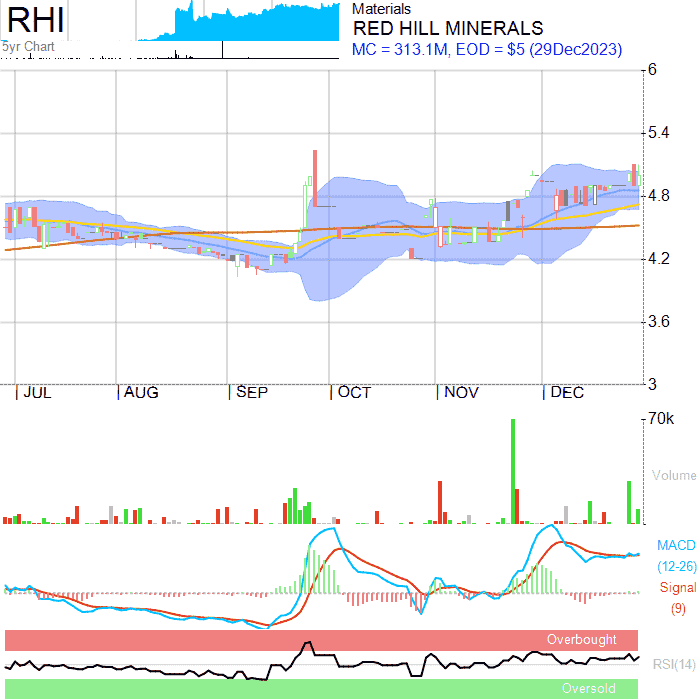 RHI
5yr Chart
Materials
RED HILL MINERALS
MC = 313.1M, EOD = $5 (29Dec2023)
6
5.4
4.8
4.2
3.6
3
JUL AUG SEP OCT NOV DEC
70k
Volume
MACD
(12-26)
Signal
(9)
Overbought
RSI(14)
Oversold